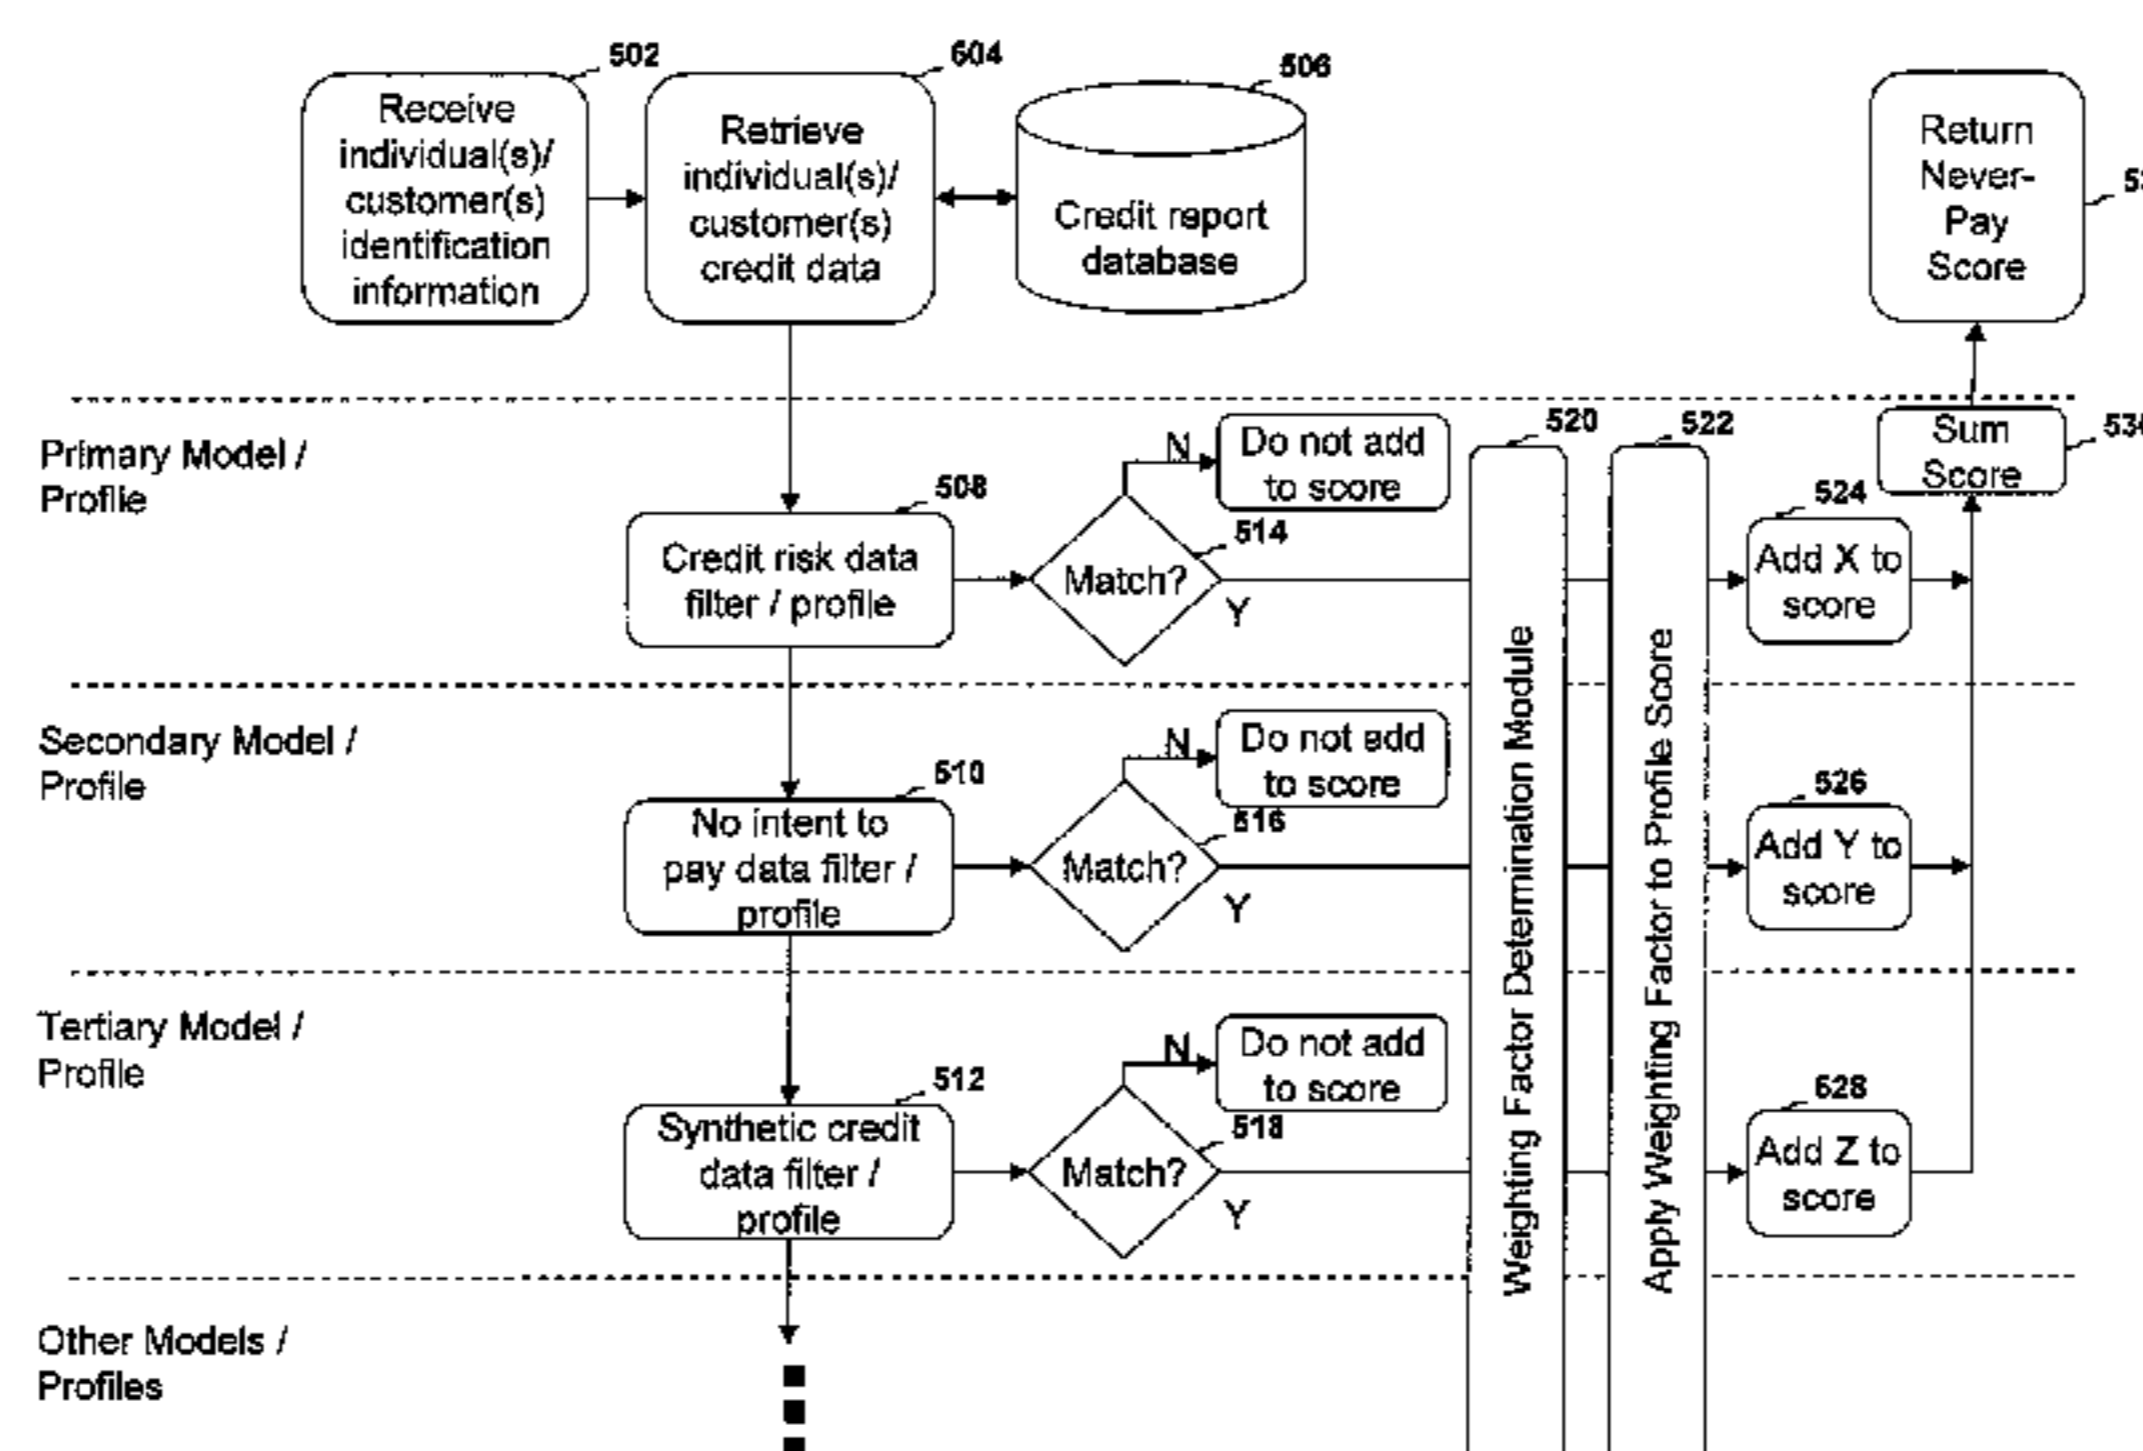 502
504
506
Receive
individual(s)/
customer(s)
identification
information
Retrieve
individual(s)/
customer(s)
credit data
Credit report
database
Return
Never-
Pay
Score
Primary Model /
Profile
508
Credit risk data
filter / profile
N
Do not add
to score
514
Match?
Y
520
522
Weighting Factor Determination Module
Apply Weighting Factor to Profile Score
524
Add X to
score
Sum
Score
Secondary Model /
Profile
510
No intent to
pay data filter /
profile
N
Do not add
to score
516
Match?
Y
526
Add Y to
score
Tertiary Model /
Profile
512
Synthetic credit
data filter /
profile
N
Do not add
to score
518
Match?
Y
528
Add Z to
score
Other Models /
Profiles